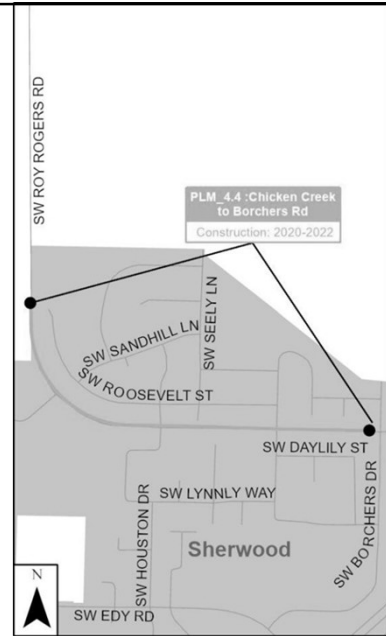 SW ROY ROGERS RD
PLM_4.4 :Chicken Creek
to Borchers Rd
Construction: 2020-2022
SW SEELY LN
SW SANDHILL LN
SW ROOSEVELT ST
SW DAYLILY ST
SW LYNNLY WAY
SW HOUSTON DR
SW BORCHERS DR
Sherwood
N
SW EDY RD